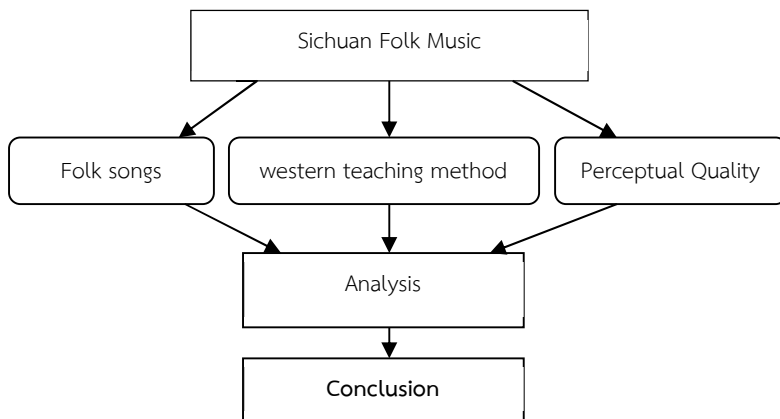 Sichuan Folk Music
Folk songs
western teaching method
Perceptual Quality
Analysis
Conclusion